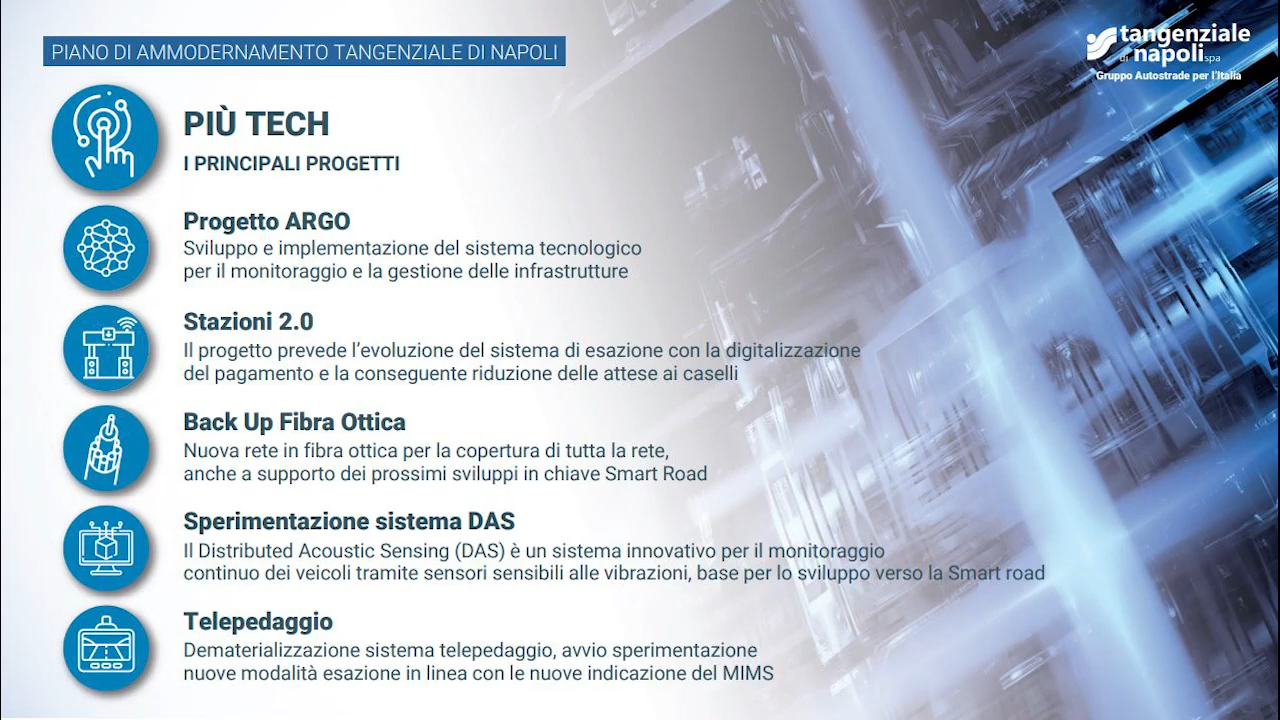 PIANO DI AMMODERNAMENTO TANGENZIALE DI NAPOLI
tangenziale
di napoli spa
Gruppo Autostrade per l'Italia
PIÙ TECH
I PRINCIPALI PROGETTI
Progetto ARGO
Sviluppo e implementazione del sistema tecnologico
per il monitoraggio e la gestione delle infrastrutture
Stazioni 2.0
Il progetto prevede l'evoluzione del sistema di esazione con la digitalizzazione
del pagamento e la conseguente riduzione delle attese ai caselli
Back Up Fibra Ottica
Nuova rete in fibra ottica per la copertura di tutta la rete,
anche a supporto dei prossimi sviluppi in chiave Smart Road
Sperimentazione sistema DAS
Il Distributed Acoustic Sensing (DAS) è un sistema innovativo per il monitoraggio
continuo dei veicoli tramite sensori sensibili alle vibrazioni, base per lo sviluppo verso la Smart road
Telepedaggio
Dematerializzazione sistema telepedaggio, avvio sperimentazione
nuove modalità esazione in linea con le nuove indicazione del MIMS